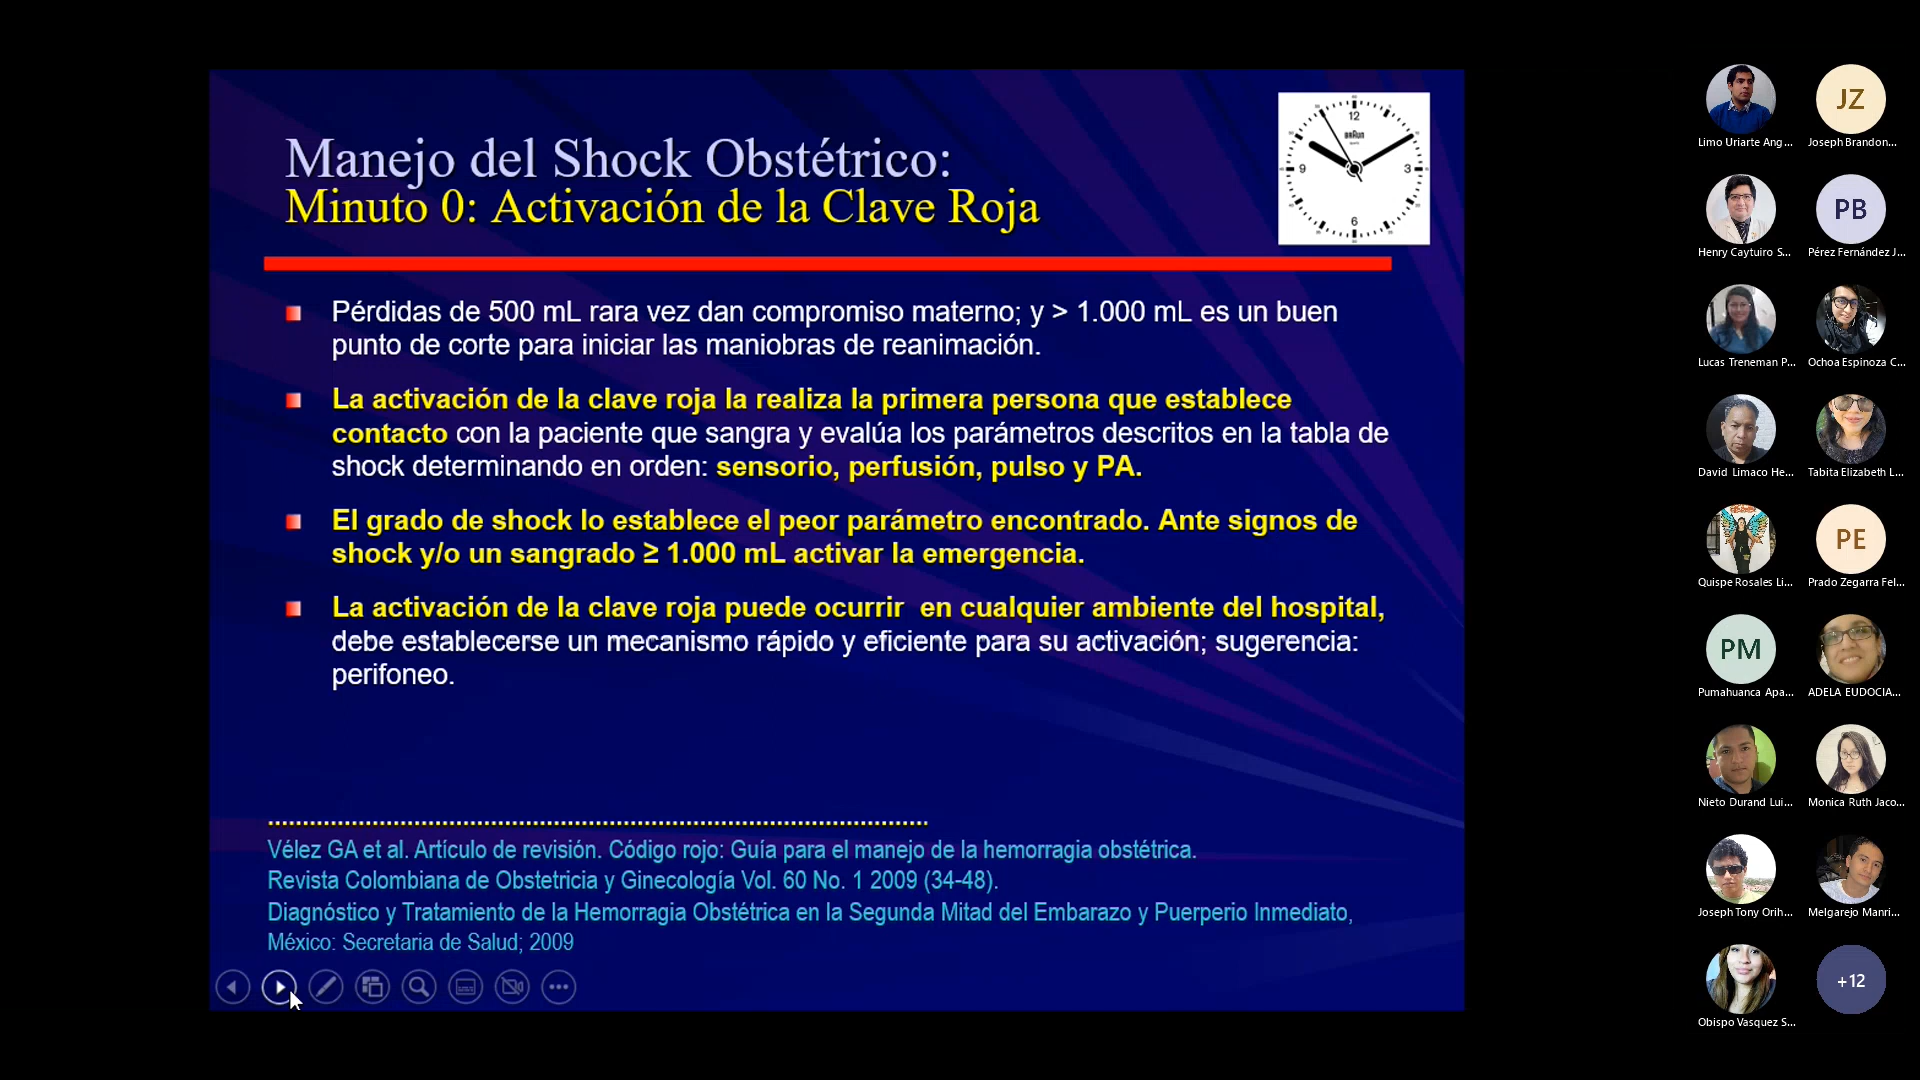 Manejo del Shock Obstétrico:
Minuto 0: Activación de la Clave Roja
12
BRAUN
9
3
6
Pérdidas de 500 mL rara vez dan compromiso materno; y > 1.000 mL es un buen
punto de corte para iniciar las maniobras de reanimación.
La activación de la clave roja la realiza la primera persona que establece
contacto con la paciente que sangra y evalúa los parámetros descritos en la tabla de
shock determinando en orden: sensorio, perfusión, pulso y PA.
El grado de shock lo establece el peor parámetro encontrado. Ante signos de
shock y/o un sangrado ≥ 1.000 mL activar la emergencia.
La activación de la clave roja puede ocurrir en cualquier ambiente del hospital,
debe establecerse un mecanismo rápido y eficiente para su activación; sugerencia:
perifoneo.
Vélez GA et al. Artículo de revisión. Código rojo: Guía para el manejo de la hemorragia obstétrica.
Revista Colombiana de Obstetricia y Ginecología Vol. 60 No. 1 2009 (34-48).
Diagnóstico y Tratamiento de la Hemorragia Obstétrica en la Segunda Mitad del Embarazo y Puerperio Inmediato,
México: Secretaria de Salud; 2009
JZ
Limo Uriarte Ang...
Joseph Brandon...
PB
Henry Caytuiro S...
Pérez Fernández J...
Lucas Treneman P...
Ochoa Espinoza C...
David Limaco He...
Tabita Elizabeth L...
PE
Quispe Rosales Li...
Prado Zegarra Fel...
PM
Pumahuanca Apa...
ADELA EUDOCIA...
Nieto Durand Lui...
Monica Ruth Jaco...
Joseph Tony Orih...
Melgarejo Manri...
+12
Obispo Vasquez S...